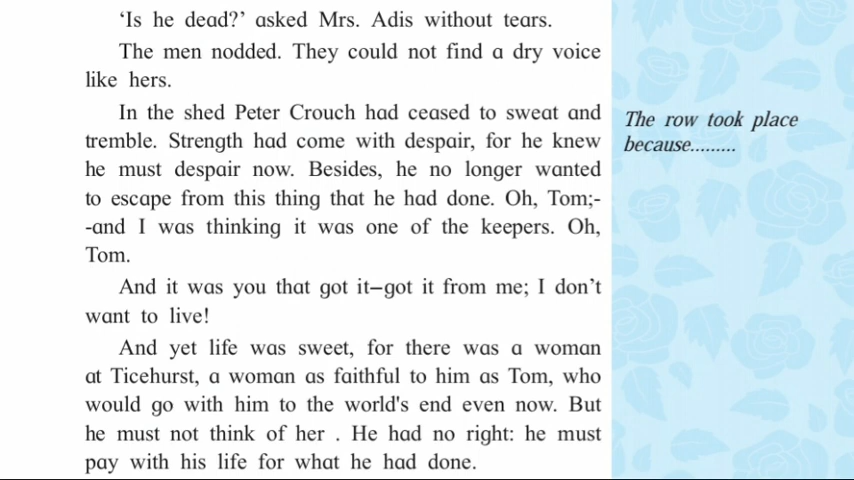 ‘Is he dead?’ asked Mrs. Adis without tears.
The men nodded. They could not find a dry voice
like hers.
In the shed Peter Crouch had ceased to sweat and
tremble. Strength had come with despair, for he knew
he must despair now. Besides, he no longer wanted
to escape from this thing that he had done. Oh, Tom;-
-and I was thinking it was one of the keepers. Oh,
Tom.
And it was you that got it–got it from me; I don’t
want to live!
And yet life was sweet, for there was a woman
at Ticehurst, a woman as faithful to him as Tom, who
would go with him to the world's end even now. But
he must not think of her . He had no right: he must
pay with his life for what he had done.
The row took place
because.........